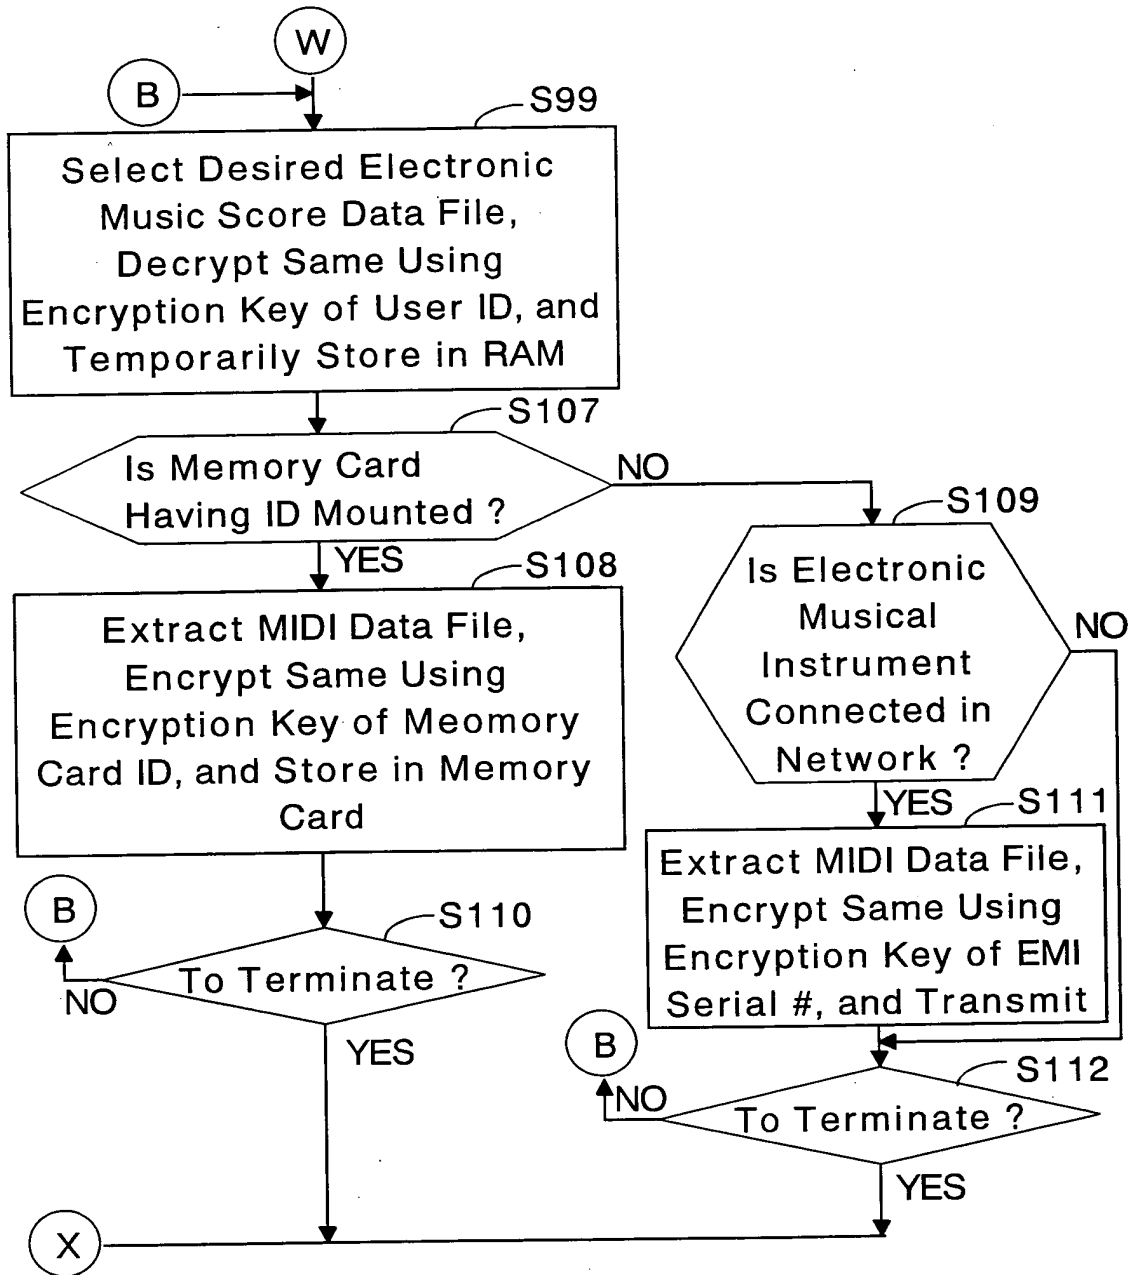 W
B
S99
Select Desired Electronic
Music Score Data File,
Decrypt Same Using
Encryption Key of User ID, and
Temporarily Store in RAM
S107
Is Memory Card
Having ID Mounted ?
NO
YES
S108
Extract MIDI Data File,
Encrypt Same Using
Encryption Key of Meomory
Card ID, and Store in Memory
Card
S109
Is Electronic
Musical
Instrument
Connected in
Network ?
NO
YES
S111
Extract MIDI Data File,
Encrypt Same Using
Encryption Key of EMI
Serial #, and Transmit
B
S110
To Terminate ?
NO
YES
B
S112
To Terminate ?
NO
YES
X